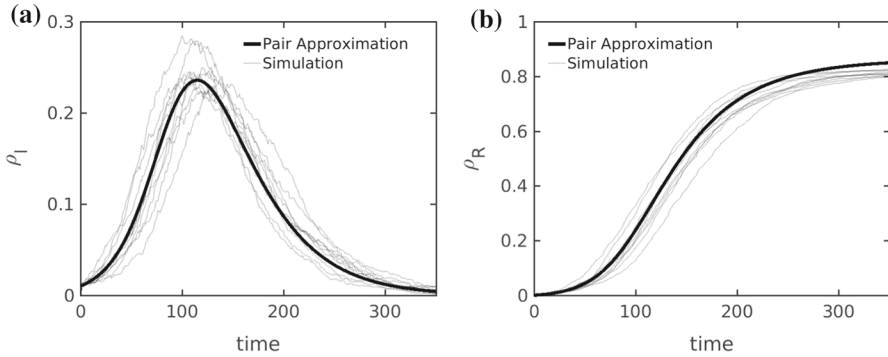 (a)
0.3
0.2
0.1
0
ρI
Pair Approximation
Simulation
0
100
200
300
time
(b)
1
0.8
0.6
0.4
0.2
0
ρR
Pair Approximation
Simulation
0
100
200
300
time